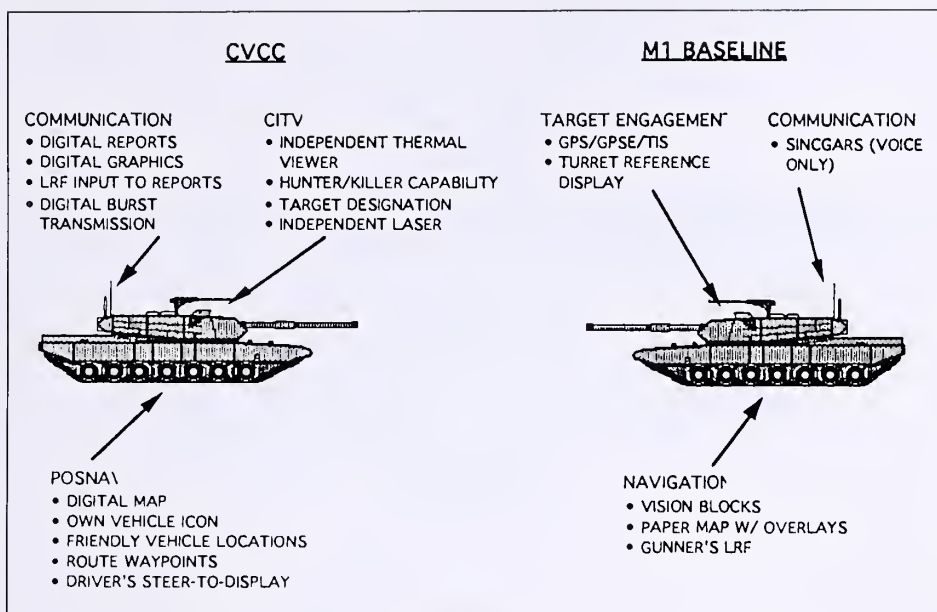 CVCC
M1 BASELINE
COMMUNICATION
• DIGITAL REPORTS
• DIGITAL GRAPHICS
• LRF INPUT TO REPORTS
• DIGITAL BURST
TRANSMISSION
CITV
• INDEPENDENT THERMAL
VIEWER
• HUNTER/KILLER CAPABILITY
• TARGET DESIGNATION
• INDEPENDENT LASER
TARGET ENGAGEMENT
• GPS/GPSE/TIS
• TURRET REFERENCE
DISPLAY
COMMUNICATION
• SINCGARS (VOICE
ONLY)
POSNAV
• DIGITAL MAP
• OWN VEHICLE ICON
• FRIENDLY VEHICLE LOCATIONS
• ROUTE WAYPOINTS
• DRIVER'S STEER-TO-DISPLAY
NAVIGATION
• VISION BLOCKS
• PAPER MAP W/ OVERLAYS
• GUNNER'S LRF